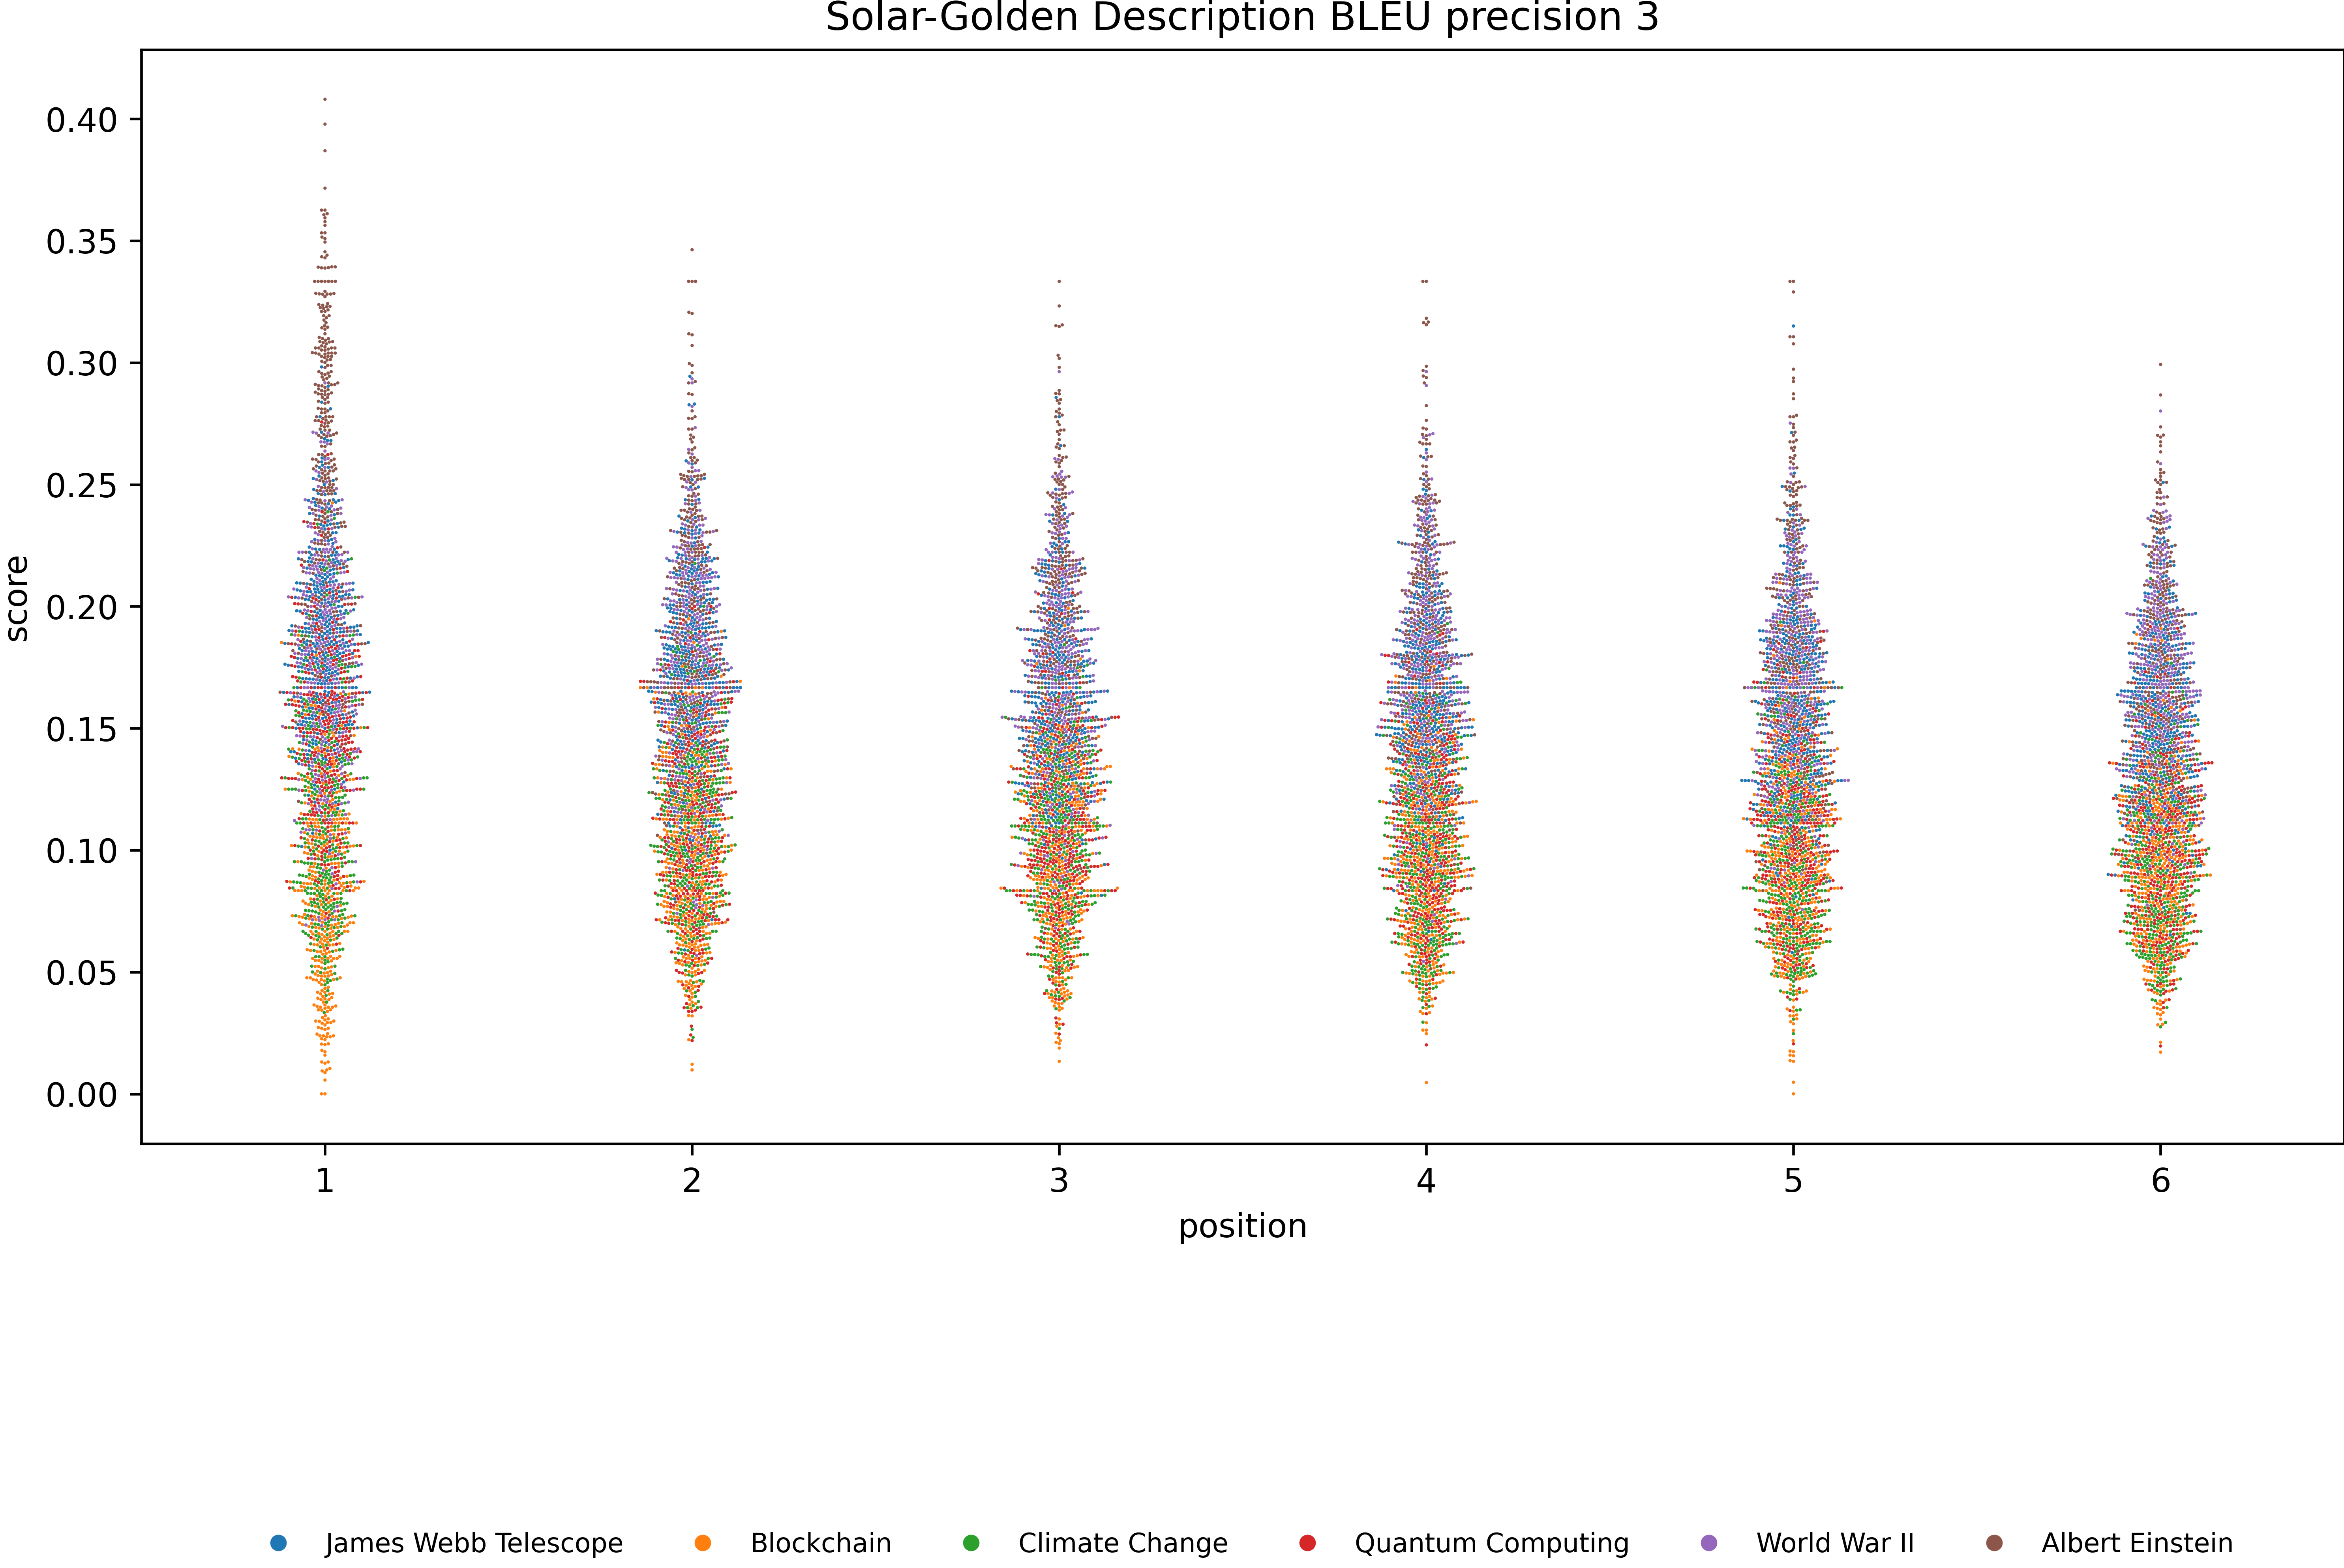 Solar-Golden Description BLEU precision 3
score
0.40
0.35
0.30
0.25
0.20
0.15
0.10
0.05
0.00
1 2 3 4 5 6
position
James Webb Telescope Blockchain Climate Change Quantum Computing World War II Albert Einstein